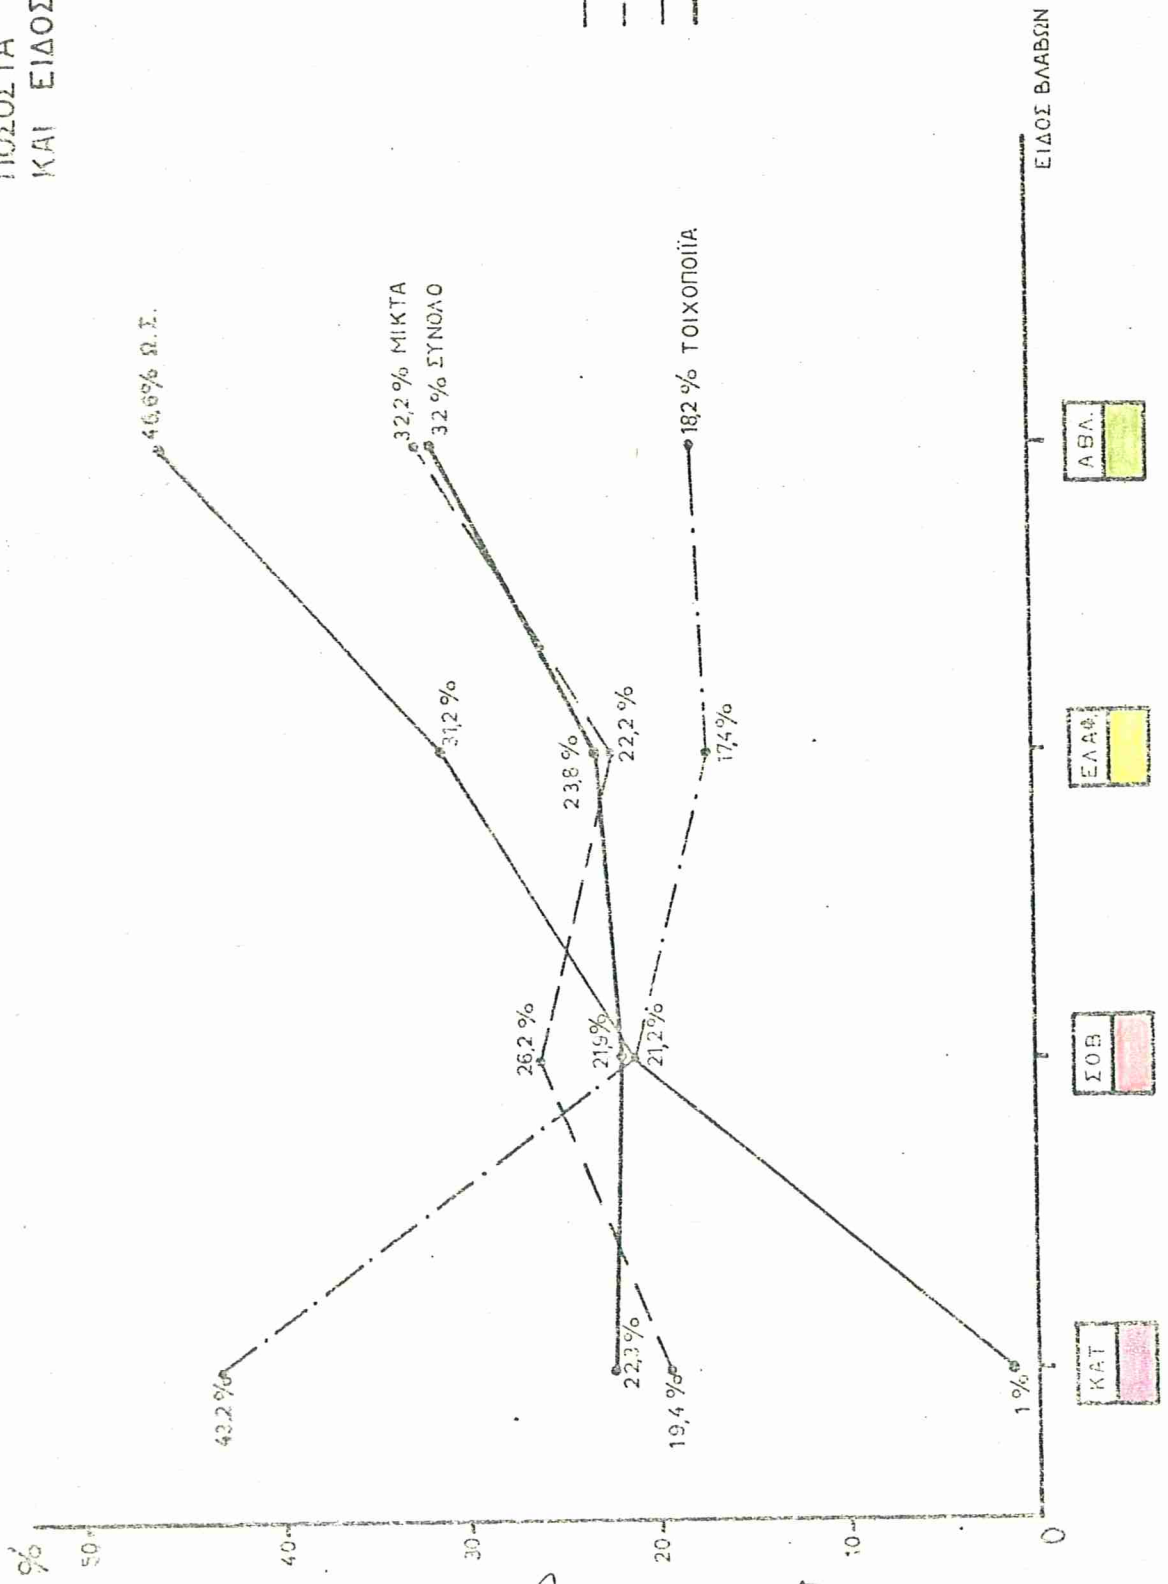 ΠΟΣΟΣΤΑ
ΚΑΙ ΕΙΔΟΣ
%
50
40
30
20
10
0
46,6% Ω.Σ.
32,2 % ΜΙΚΤΑ
32 % ΣΥΝΟΛΟ
18,2 % ΤΟΙΧΟΠΟΙΪΑ
31,2 %
23,8 %
22,2 %
17,4%
26,2 %
21,9%
21,2%
43,2%
22,3%
19,4 %
1 %
ΚΑΤ
ΣΟΒ
ΕΛΑΦ.
ΑΒΛ.
ΕΙΔΟΣ ΒΛΑΒΩΝ